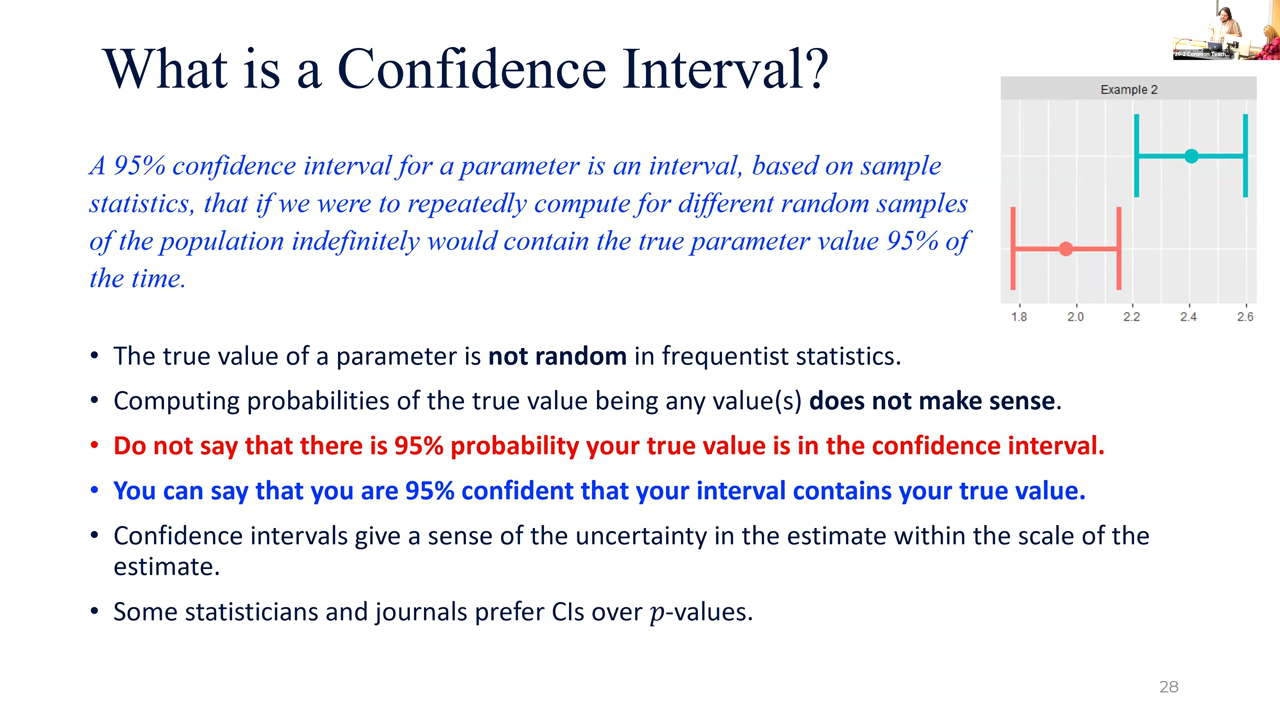 What is a Confidence Interval?
A 95% confidence interval for a parameter is an interval, based on sample
statistics, that if we were to repeatedly compute for different random samples
of the population indefinitely would contain the true parameter value 95% of
the time.
Example 2
1.8 2.0 2.2 2.4 2.6
• The true value of a parameter is not random in frequentist statistics.
• Computing probabilities of the true value being any value(s) does not make sense.
• Do not say that there is 95% probability your true value is in the confidence interval.
• You can say that you are 95% confident that your interval contains your true value.
• Confidence intervals give a sense of the uncertainty in the estimate within the scale of the
estimate.
• Some statisticians and journals prefer CIs over p-values.
28